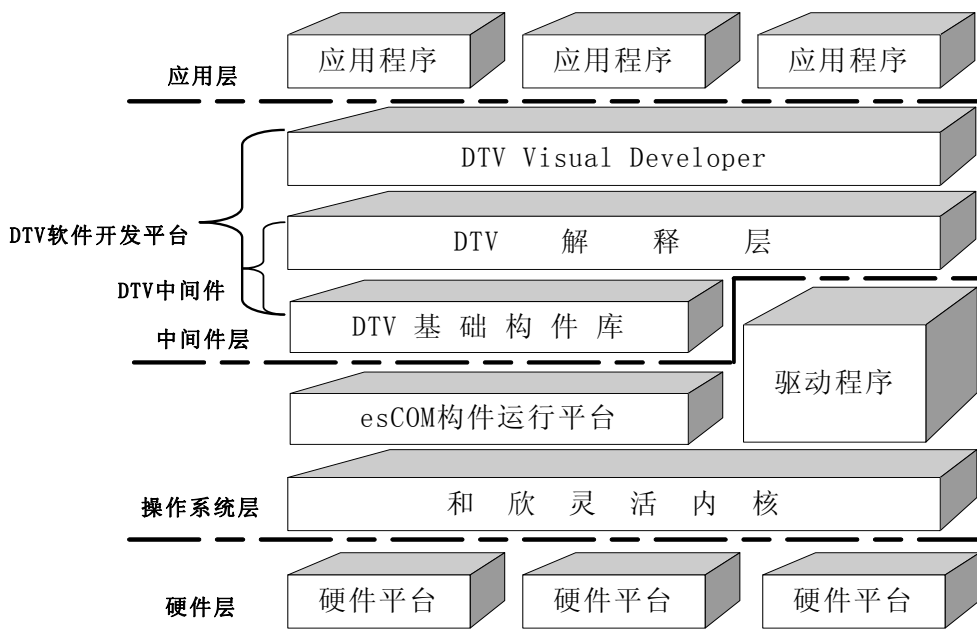 应用程序 应用程序 应用程序
应用层
DTV Visual Developer
DTV软件开发平台
DTV 解 释 层
DTV中间件
DTV 基 础 构 件 库
中间件层
驱动程序
esCOM构件运行平台
操作系统层
和 欣 灵 活 内 核
硬件平台 硬件平台 硬件平台
硬件层